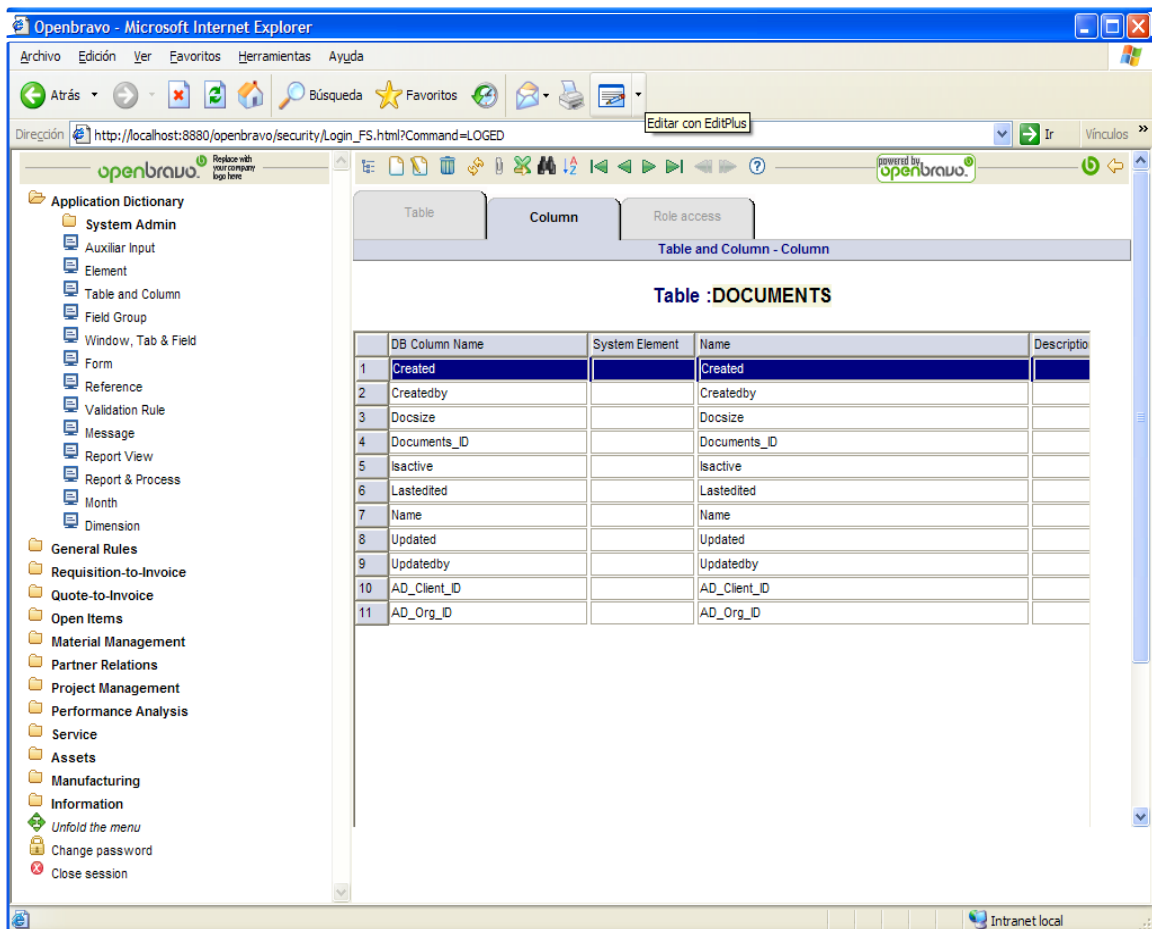 Openbravo - Microsoft Internet Explorer
Archivo Edición Ver Favoritos Herramientas Ayuda
Atrás Búsqueda Favoritos
Editar con EditPlus
Dirección http://localhost:8880/openbravo/security/Login_FS.html?Command=LOGED Ir Vínculos »
openbravo. Replace with your company logo here
powered by openbravo.
Application Dictionary
System Admin
Auxiliar Input
Element
Table and Column
Field Group
Window, Tab & Field
Form
Reference
Validation Rule
Message
Report View
Report & Process
Month
Dimension
General Rules
Requisition-to-Invoice
Quote-to-Invoice
Open Items
Material Management
Partner Relations
Project Management
Performance Analysis
Service
Assets
Manufacturing
Information
Unfold the menu
Change password
Close session
Table Column Role access
Table and Column - Column
Table :DOCUMENTS
DB Column Name System Element Name Descriptio
1 Created Created
2 Createdby Createdby
3 Docsize Docsize
4 Documents_ID Documents_ID
5 Isactive Isactive
6 Lastedited Lastedited
7 Name Name
8 Updated Updated
9 Updatedby Updatedby
10 AD_Client_ID AD_Client_ID
11 AD_Org_ID AD_Org_ID
Intranet local